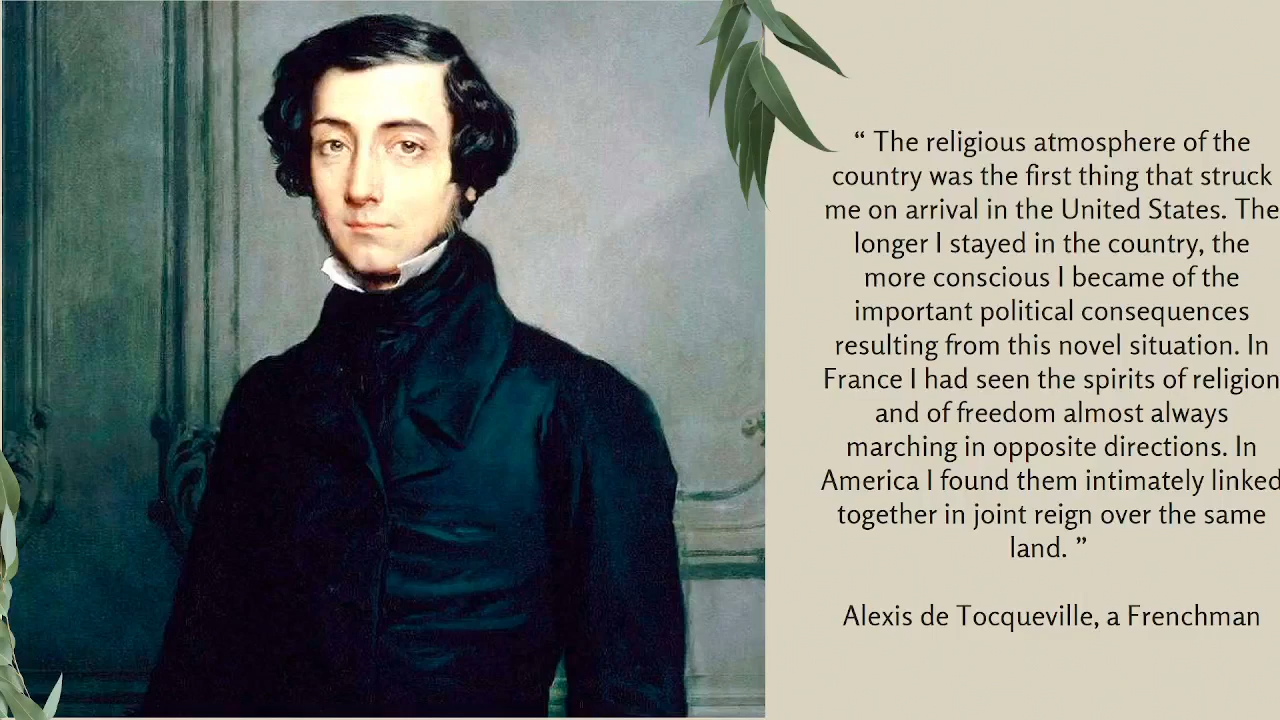 “ The religious atmosphere of the
country was the first thing that struck
me on arrival in the United States. The
longer I stayed in the country, the
more conscious I became of the
important political consequences
resulting from this novel situation. In
France I had seen the spirits of religion
and of freedom almost always
marching in opposite directions. In
America I found them intimately linked
together in joint reign over the same
land. ”
Alexis de Tocqueville, a Frenchman